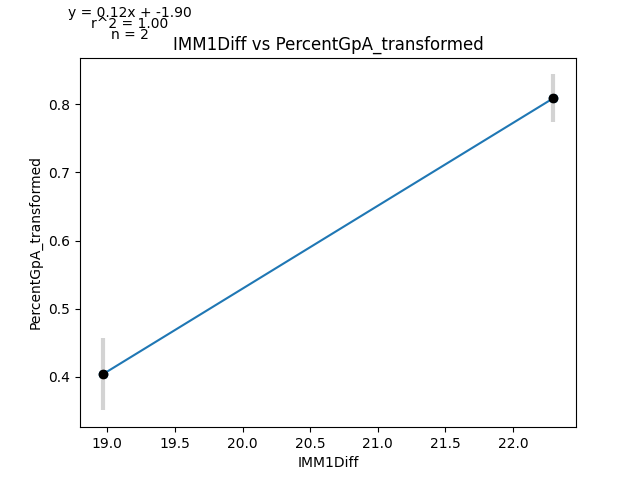 y = 0.12x + -1.90
r^2 = 1.00
n = 2
IMM1Diff vs PercentGpA_transformed
PercentGpA_transformed
0.8
0.7
0.6
0.5
0.4
19.0 19.5 20.0 20.5 21.0 21.5 22.0
IMM1Diff